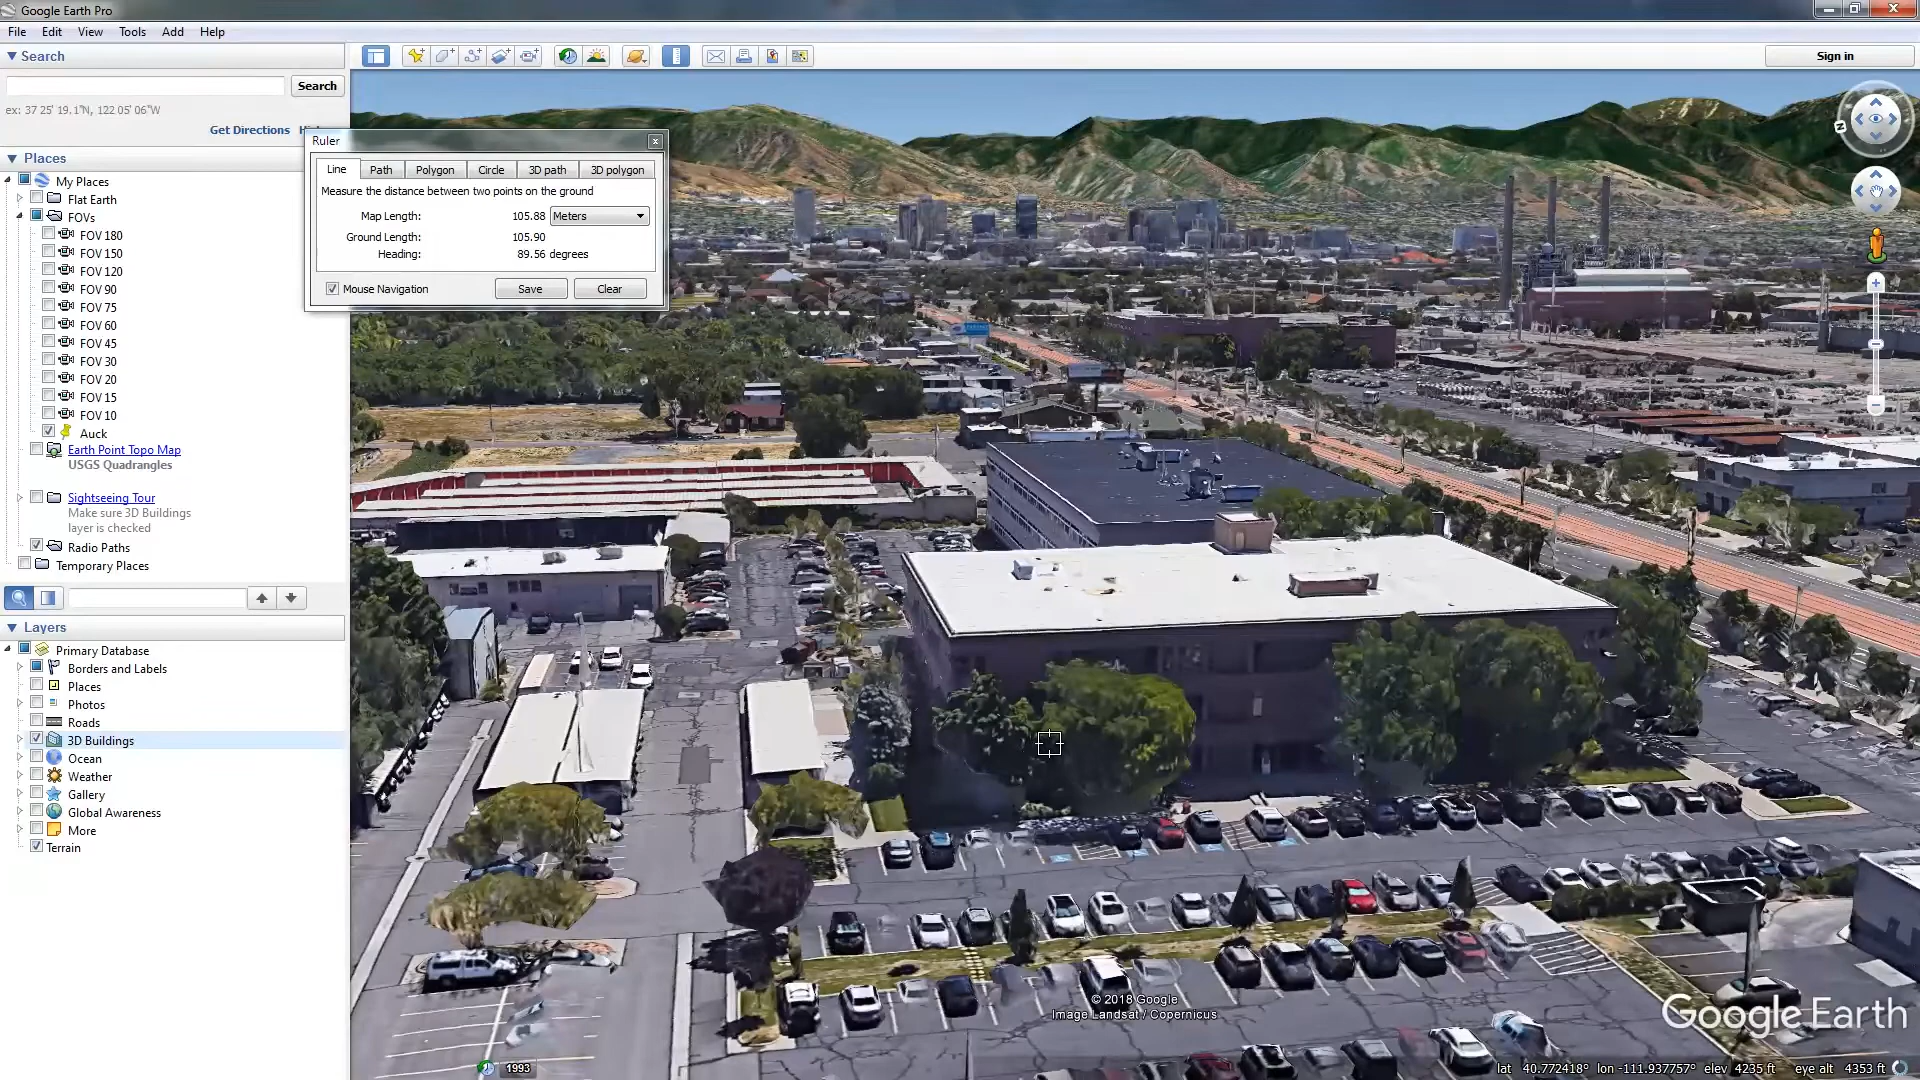 Google Earth Pro
File Edit View Tools Add Help
Search
Search
ex: 37 25' 19.1"N, 122 05' 06"W
Get Directions
Places
My Places
Flat Earth
FOVs
FOV 180
FOV 150
FOV 120
FOV 90
FOV 75
FOV 60
FOV 45
FOV 30
FOV 20
FOV 15
FOV 10
Auck
Earth Point Topo Map
USGS Quadrangles
Sightseeing Tour
Make sure 3D Buildings
layer is checked
Radio Paths
Temporary Places
Layers
Primary Database
Borders and Labels
Places
Photos
Roads
3D Buildings
Ocean
Weather
Gallery
Global Awareness
More
Terrain
Sign in
Ruler
Line Path Polygon Circle 3D path 3D polygon
Measure the distance between two points on the ground
Map Length: 105.88 Meters
Ground Length: 105.90
Heading: 89.56 degrees
Mouse Navigation Save Clear
N
© 2018 Google
Image Landsat / Copernicus
Google Earth
1993
lat 40.772418° lon -111.937757° elev 4235 ft eye alt 4353 ft